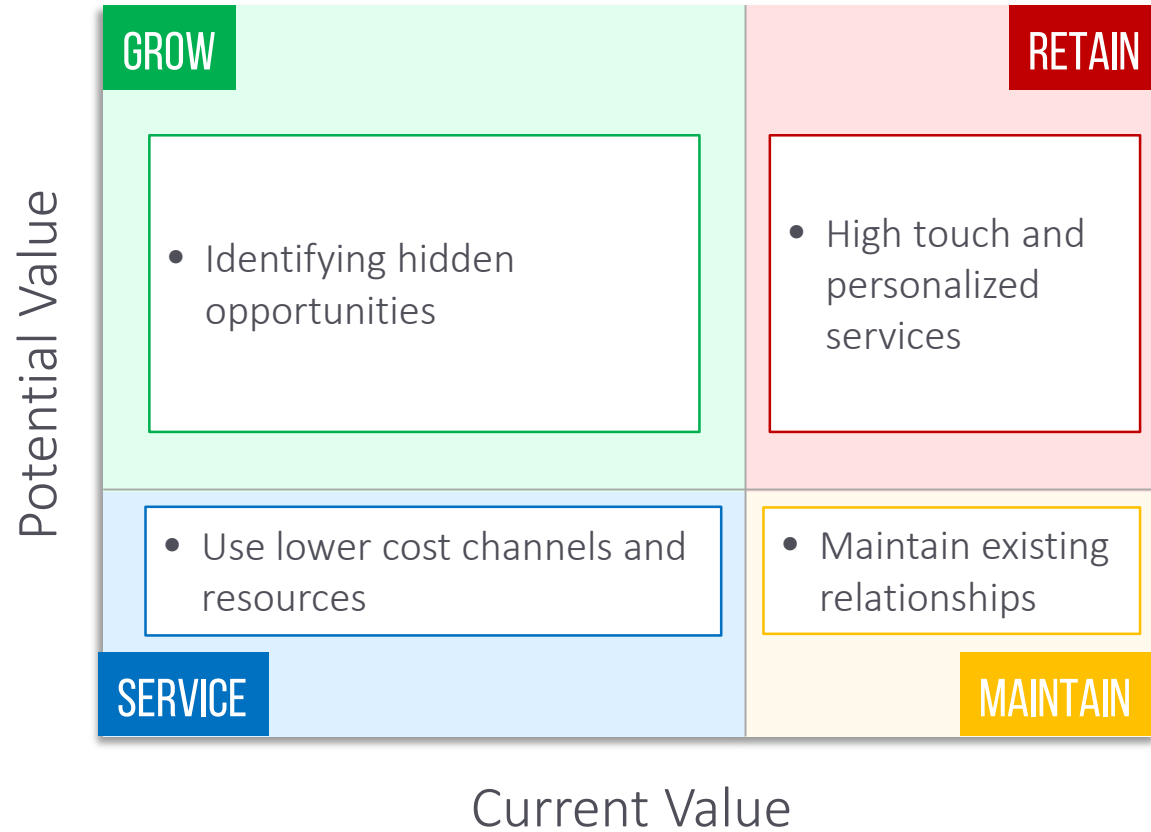 GROW
RETAIN
• Identifying hidden
opportunities
• High touch and
personalized
services
Potential Value
• Use lower cost channels and
resources
• Maintain existing
relationships
SERVICE
MAINTAIN
Current Value